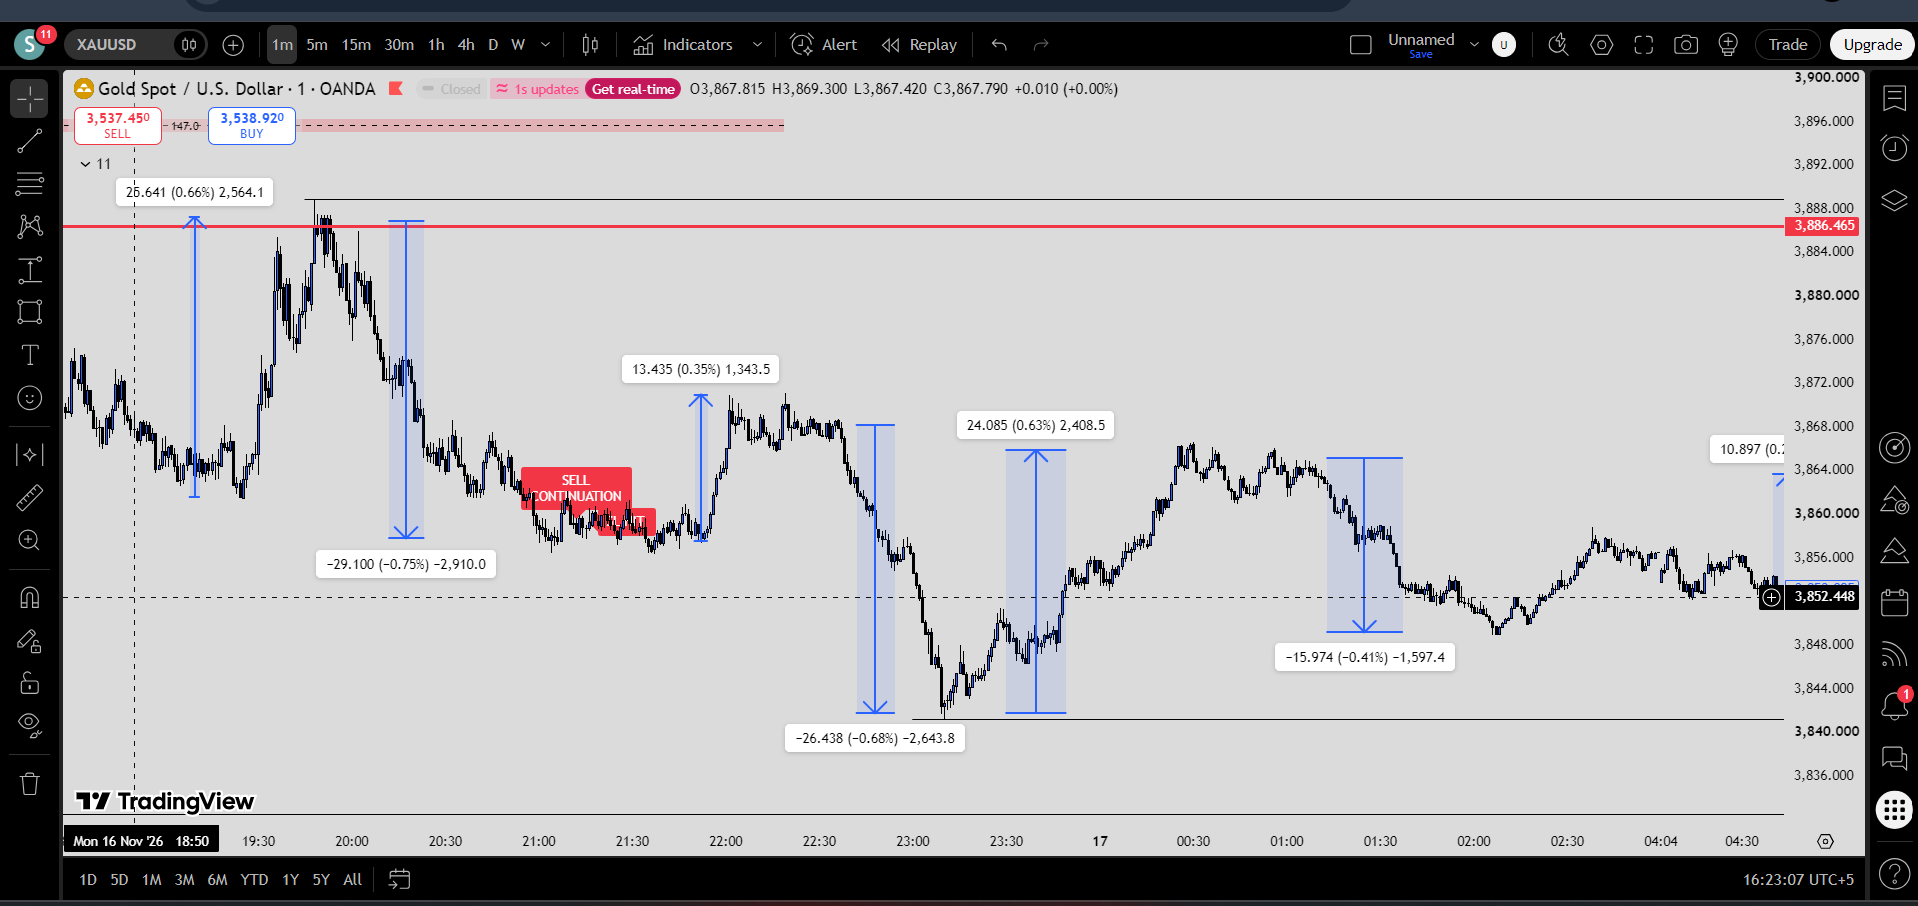 S
11
XAUUSD
1m
5m
15m
30m
1h
4h
D
W
Indicators
Alert
Replay
Unnamed
Save
U
Trade
Upgrade
Gold Spot / U.S. Dollar · 1 · OANDA
Closed
1s updates
Get real-time
O3,867.815 H3,869.300 L3,867.420 C3,867.790 +0.010 (+0.00%)
3,537.450
SELL
147.0
3,538.920
BUY
11
25.641 (0.66%) 2,564.1
−29.100 (−0.75%) −2,910.0
SELL
CONTINUATION
13.435 (0.35%) 1,343.5
−26.438 (−0.68%) −2,643.8
24.085 (0.63%) 2,408.5
−15.974 (−0.41%) −1,597.4
10.897 (0.2
3,900.000
3,896.000
3,892.000
3,888.000
3,886.465
3,884.000
3,880.000
3,876.000
3,872.000
3,868.000
3,864.000
3,860.000
3,856.000
3,852.448
3,848.000
3,844.000
3,840.000
3,836.000
TradingView
Mon 16 Nov '26 18:50
19:30
20:00
20:30
21:00
21:30
22:00
22:30
23:00
23:30
17
00:30
01:00
01:30
02:00
02:30
04:04
04:30
1D
5D
1M
3M
6M
YTD
1Y
5Y
All
16:23:07 UTC+5
1